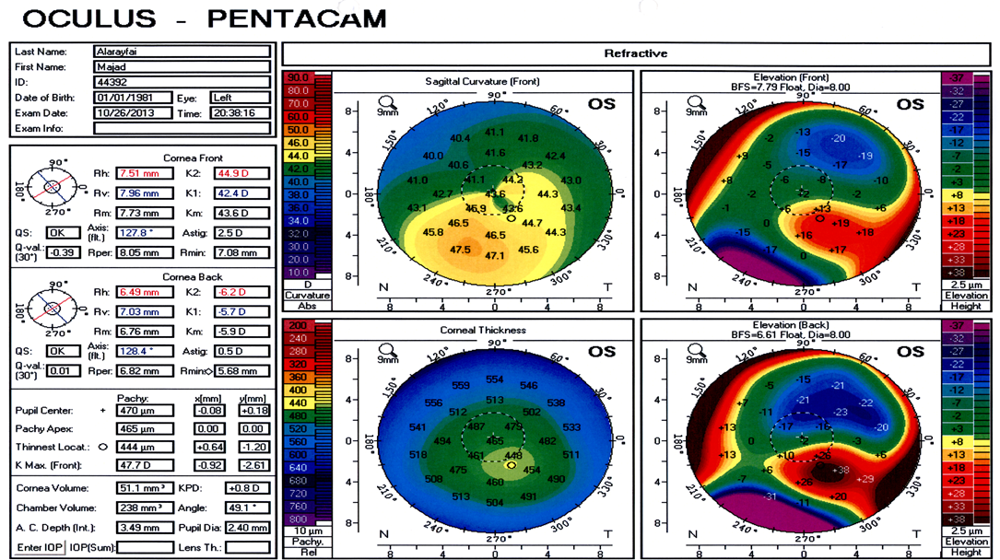 OCULUS - PENTACAM
Last Name: Alarayfai
First Name: Majad
ID: 44392
Date of Birth: 01/01/1981 Eye: Left
Exam Date: 10/26/2013 Time: 20:38:16
Exam Info:
Cornea Front
90°
180° 0°
270°
Rh: 7.51 mm K2: 44.9 D
Rv: 7.96 mm K1: 42.4 D
Rm: 7.73 mm Km: 43.6 D
QS: OK Axis: (flt.) 127.8° Astig: 2.5 D
Q-val.: (30°) -0.39 Rper: 8.05 mm Rmin: 7.08 mm
Cornea Back
90°
180° 0°
270°
Rh: 6.49 mm K2: -6.2 D
Rv: 7.03 mm K1: -5.7 D
Rm: 6.76 mm Km: -5.9 D
QS: OK Axis: (flt.) 128.4° Astig: 0.5 D
Q-val.: (30°) 0.01 Rper: 6.82 mm Rmin: 5.68 mm
Pachy: x[mm] y[mm]
Pupil Center: + 470 µm -0.08 +0.18
Pachy Apex: 465 µm 0.00 0.00
Thinnest Locat.: O 444 µm +0.64 -1.20
K Max. (Front): 47.7 D -0.92 -2.61
Cornea Volume: 51.1 mm³ KPD: +0.8 D
Chamber Volume: 238 mm³ Angle: 49.1 °
A. C. Depth (Int.): 3.49 mm Pupil Dia: 2.40 mm
Enter IOP IOP(Sum): Lens Th.:
Refractive
90.0
80.0
70.0
60.0
50.0
46.0
44.0
42.0
40.0
38.0
36.0
34.0
32.0
30.0
20.0
10.0
D
Curvature
Abs
Sagittal Curvature (Front)
90°
9mm OS
120° 60°
150° 30°
180° 0°
210° 330°
240° 300°
270°
8 4 0 4 8
N T
8 4 0 4 8
41.1
40.4 41.8
40.0 41.6 42.4
40.6 43.2
41.0 41.1 44.2 43.0
42.7 43.6 44.3
43.1 45.9 43.6 43.4
46.5 44.7
45.8 46.5 44.3
47.5 45.6
47.1
Elevation (Front)
BFS=7.79 Float, Dia=8.00
90°
9mm OS
120° 60°
150° 30°
180° 0°
210° 330°
240° 300°
270°
8 4 0 4 8
N T
8 4 0 4 8
-13
-2 -20
+9 -15 -19
-5 -17
+8 -6 -8 -10
-2 +2 -2
-1 +6 +13 +6
0 +19
-15 +16 +18
-17 +17
0
-37
-32
-27
-22
-17
-12
-7
-2
+3
+8
+13
+18
+23
+28
+33
+38
2.5 µm
Elevation
Height
200
240
280
320
360
400
440
480
520
560
600
640
680
720
760
800
10 µm
Pachy.
Rel
Corneal Thickness
90°
9mm OS
120° 60°
150° 30°
180° 0°
210° 330°
240° 300°
270°
8 4 0 4 8
N T
8 4 0 4 8
554
559 546
556 513 538
512 502
541 487 479 533
494 465 482
518 461 448 511
475 454
508 460 490
513 491
504
Elevation (Back)
BFS=6.61 Float, Dia=8.00
90°
9mm OS
120° 60°
150° 30°
180° 0°
210° 330°
240° 300°
270°
8 4 0 4 8
N T
8 4 0 4 8
-15
-5 -21
+7 -21 -22
-7 -23
+13 -17 -16 -20
0 -2 -3
+13 +10 +26 +6
+6 +38
-7 +26 +29
-31 +20
-11
-37
-32
-27
-22
-17
-12
-7
-2
+3
+8
+13
+18
+23
+28
+33
+38
2.5 µm
Elevation
Height